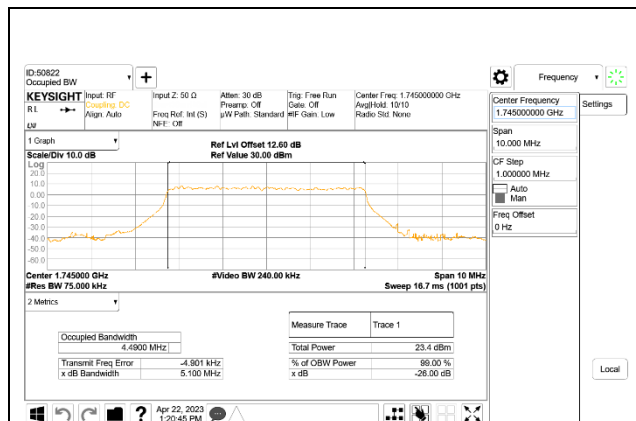 ID:50822
Occupied BW
Frequency
KEYSIGHT
Input: RF
Input Z: 50 Ω
Atten: 30 dB
Trig: Free Run
Center Freq: 1.745000000 GHz
R L
Coupling: DC
Preamp: Off
Gate: Off
Avg|Hold: 10/10
Align: Auto
Freq Ref: Int (S)
µW Path: Standard
#IF Gain: Low
Radio Std: None
NFE: Off
Center Frequency
1.745000000 GHz
Settings
Span
10.000 MHz
CF Step
1.000000 MHz
Auto
Man
Freq Offset
0 Hz
1 Graph
Ref Lvl Offset 12.60 dB
Scale/Div 10.0 dB
Ref Value 30.00 dBm
Log
20.0
10.0
0.00
-10.0
-20.0
-30.0
-40.0
-50.0
-60.0
Center 1.74500 GHz
#Video BW 240.00 kHz
Span 10 MHz
#Res BW 75.000 kHz
Sweep 16.7 ms (1001 pts)
2 Metrics
Measure Trace
Trace 1
Occupied Bandwidth
4.4900 MHz
Total Power
23.4 dBm
Transmit Freq Error
-4.901 kHz
% of OBW Power
99.00 %
x dB Bandwidth
5.100 MHz
x dB
-26.00 dB
Local
?
Apr 22, 2023
1:20:45 PM